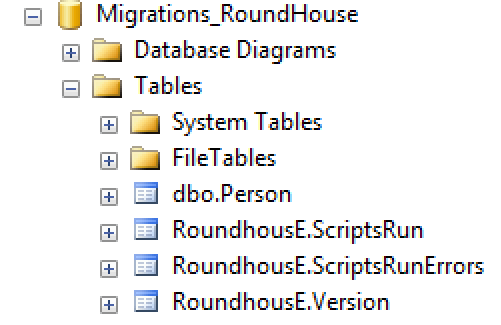 Migrations_RoundHouse
Database Diagrams
Tables
System Tables
FileTables
dbo.Person
RoundhousE.ScriptsRun
RoundhousE.ScriptsRunErrors
RoundhousE.Version